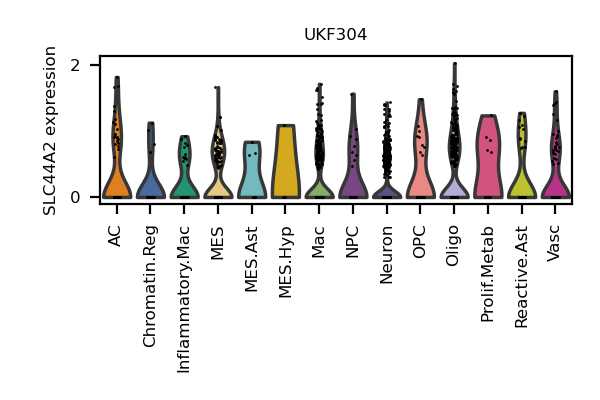 UKF304
SLC44A2 expression
2
0
AC
Chromatin.Reg
Inflammatory.Mac
MES
MES.Ast
MES.Hyp
Mac
NPC
Neuron
OPC
Oligo
Prolif.Metab
Reactive.Ast
Vasc